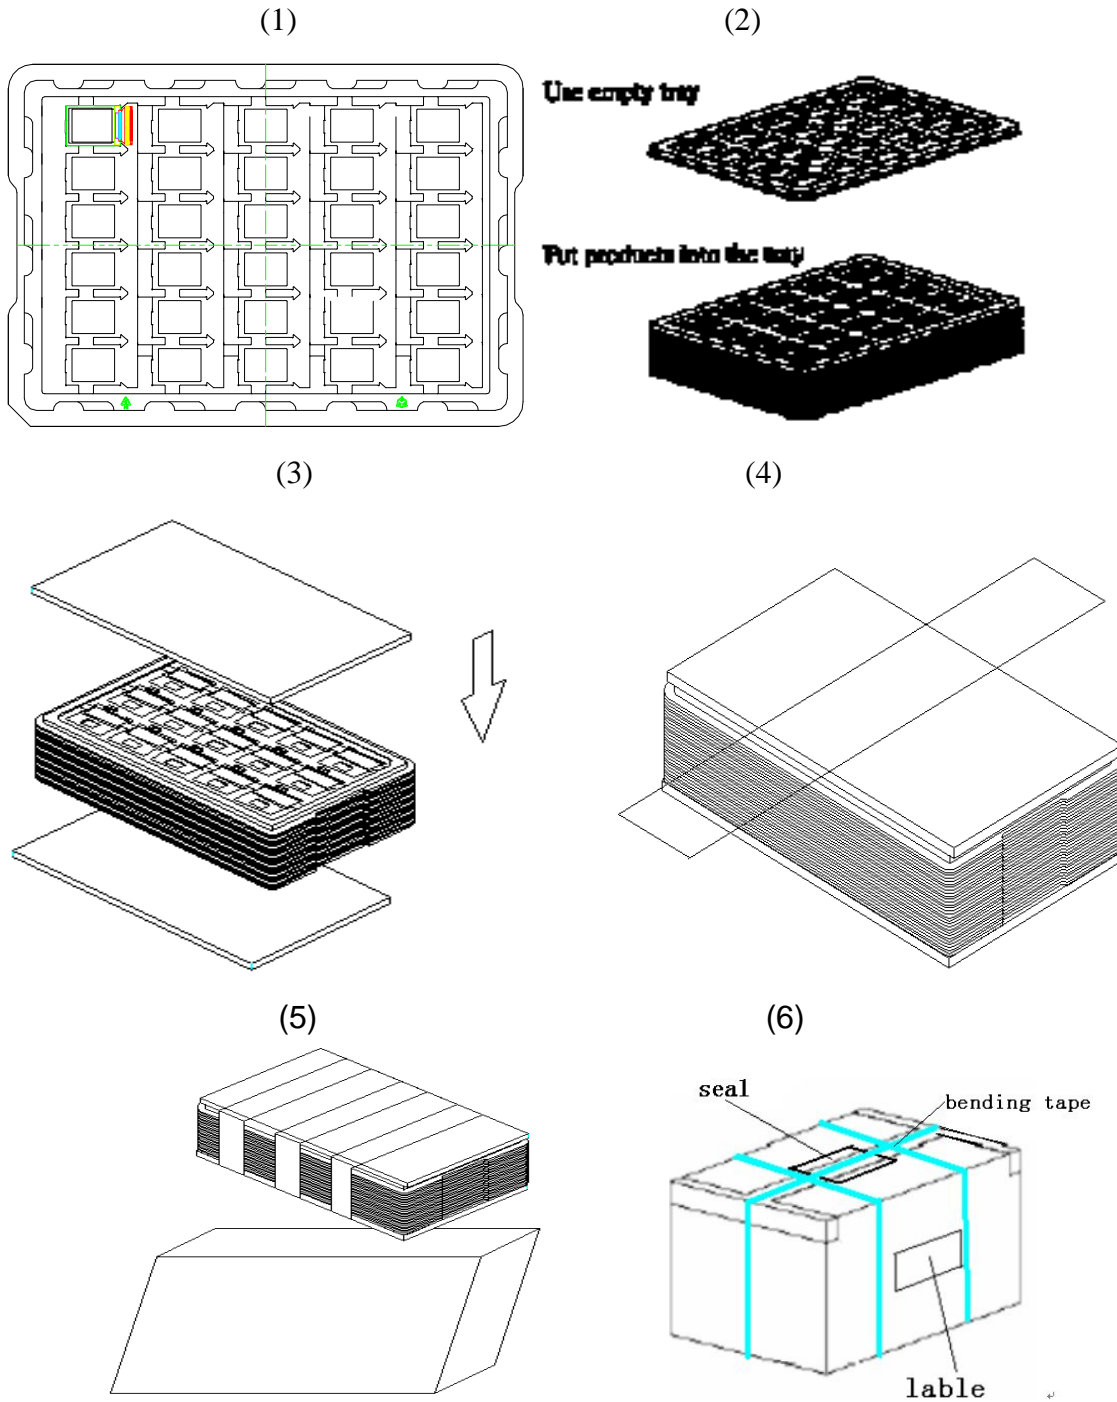 (1)
(2)
Use empty tray
Put products into the tray
(3)
(4)
(5)
(6)
seal
bending tape
lable